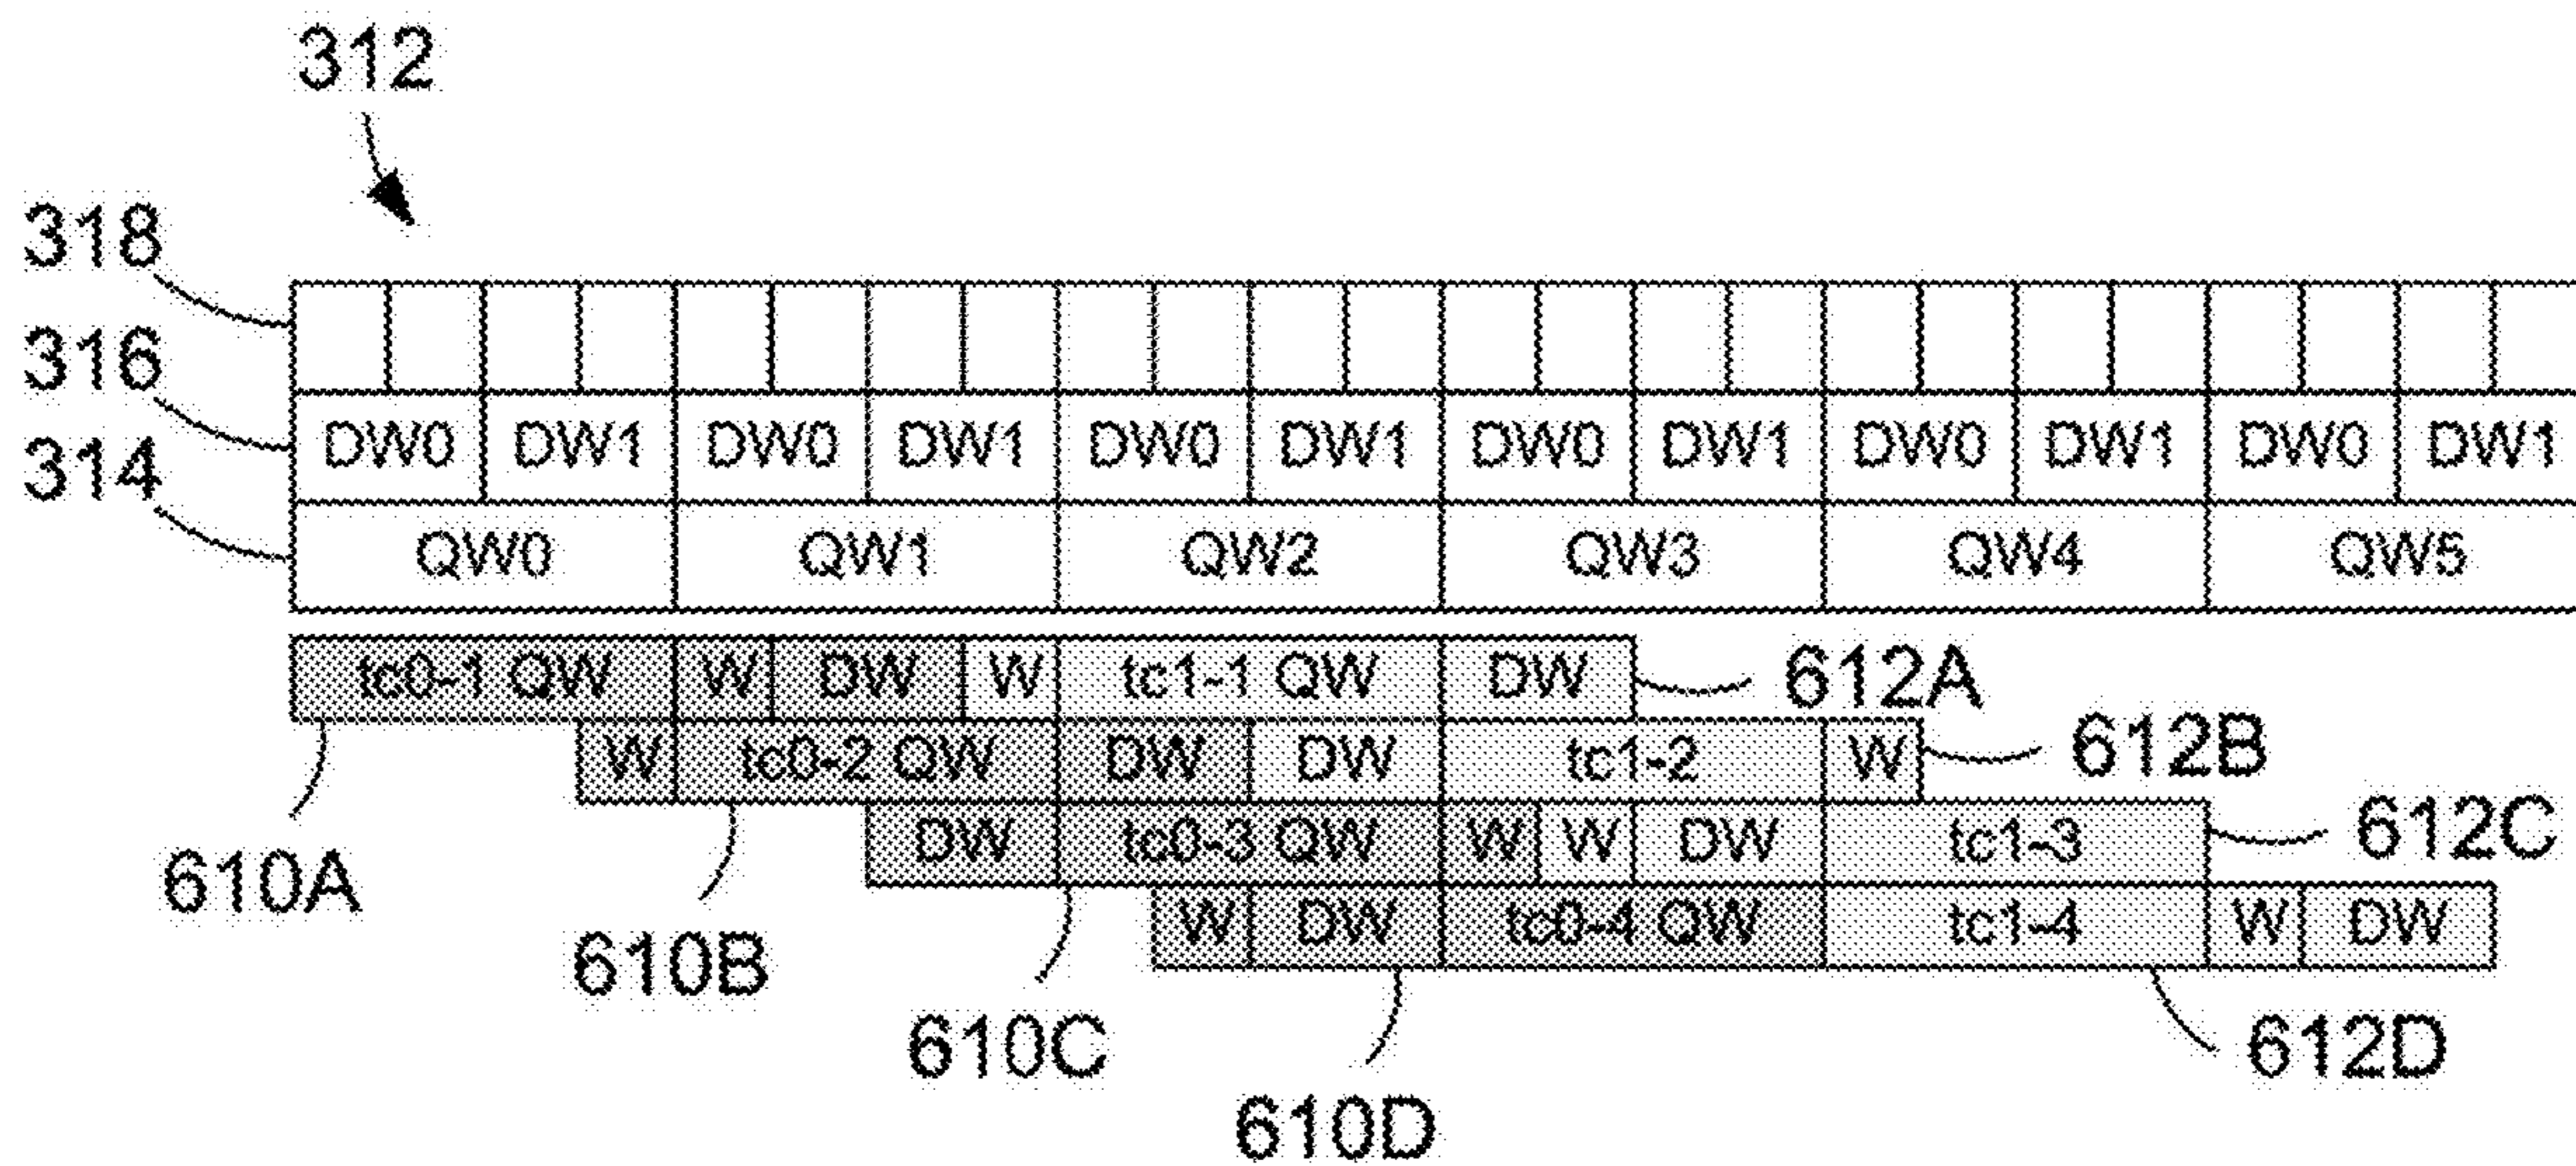 312
318
316
DW0 DW1 DW0 DW1 DW0 DW1 DW0 DW1 DW0 DW1 DW0 DW1
314
QW0 QW1 QW2 QW3 QW4 QW5
tc0-1 QW W DW W tc1-1 QW DW 612A
W tc0-2 QW DW DW tc1-2 W 612B
DW tc0-3 QW W W DW tc1-3 612C
610A
W DW tc0-4 QW tc1-4 W DW
610B
610C
612D
610D